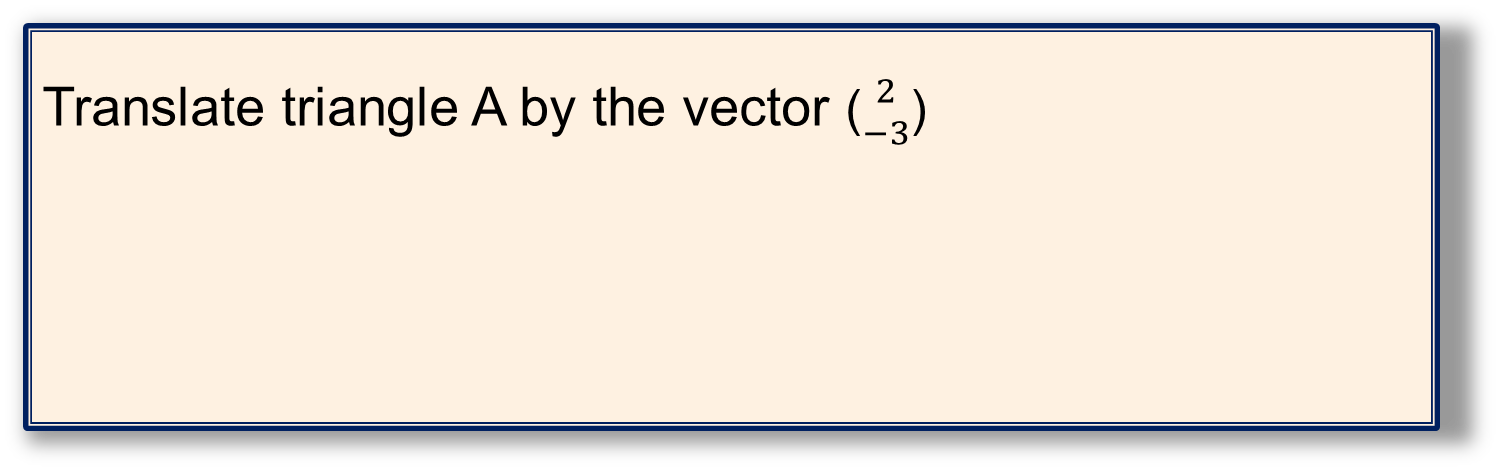 Translate triangle A by the vector (2 −3)